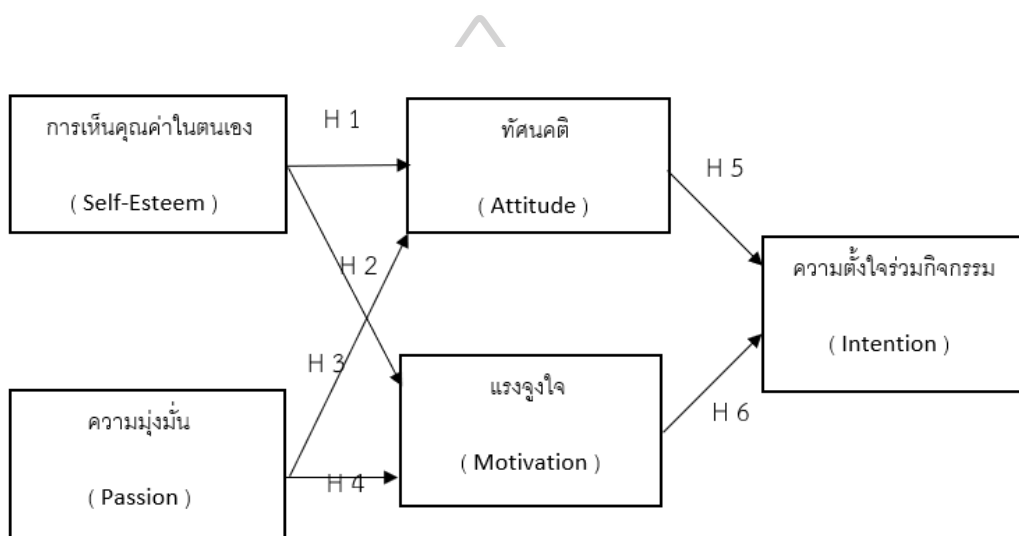 การเห็นคุณค่าในตนเอง
( Self-Esteem )
H 1
ทัศนคติ
( Attitude )
H 5
H 2
ความตั้งใจร่วมกิจกรรม
( Intention )
H 3
ความมุ่งมั่น
( Passion )
H 4
แรงจูงใจ
( Motivation )
H 6